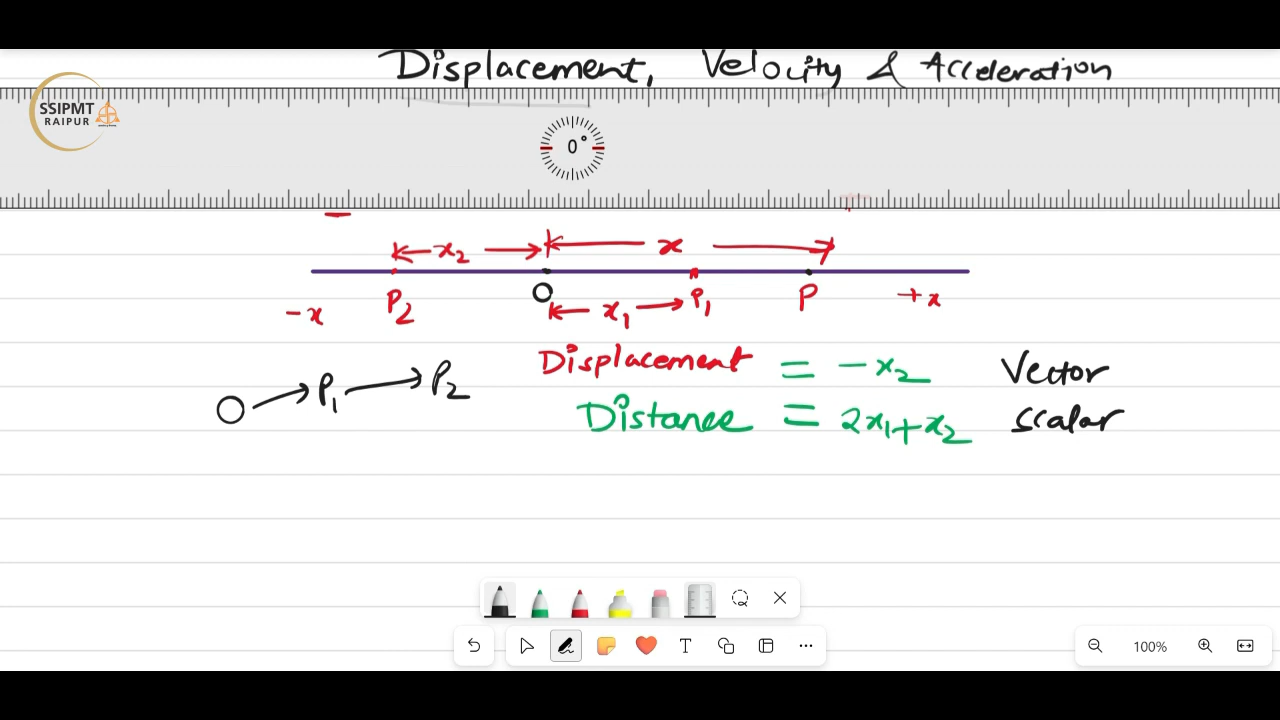 Displacement, Velocity & Accleration
SSIPMT
RAIPUR
0°
x2 x
-x P2 O x1 P1 P +x
O → P1 → P2
Displacement = -x2 Vector
Distance = 2x1+x2 Scalar
T
100%